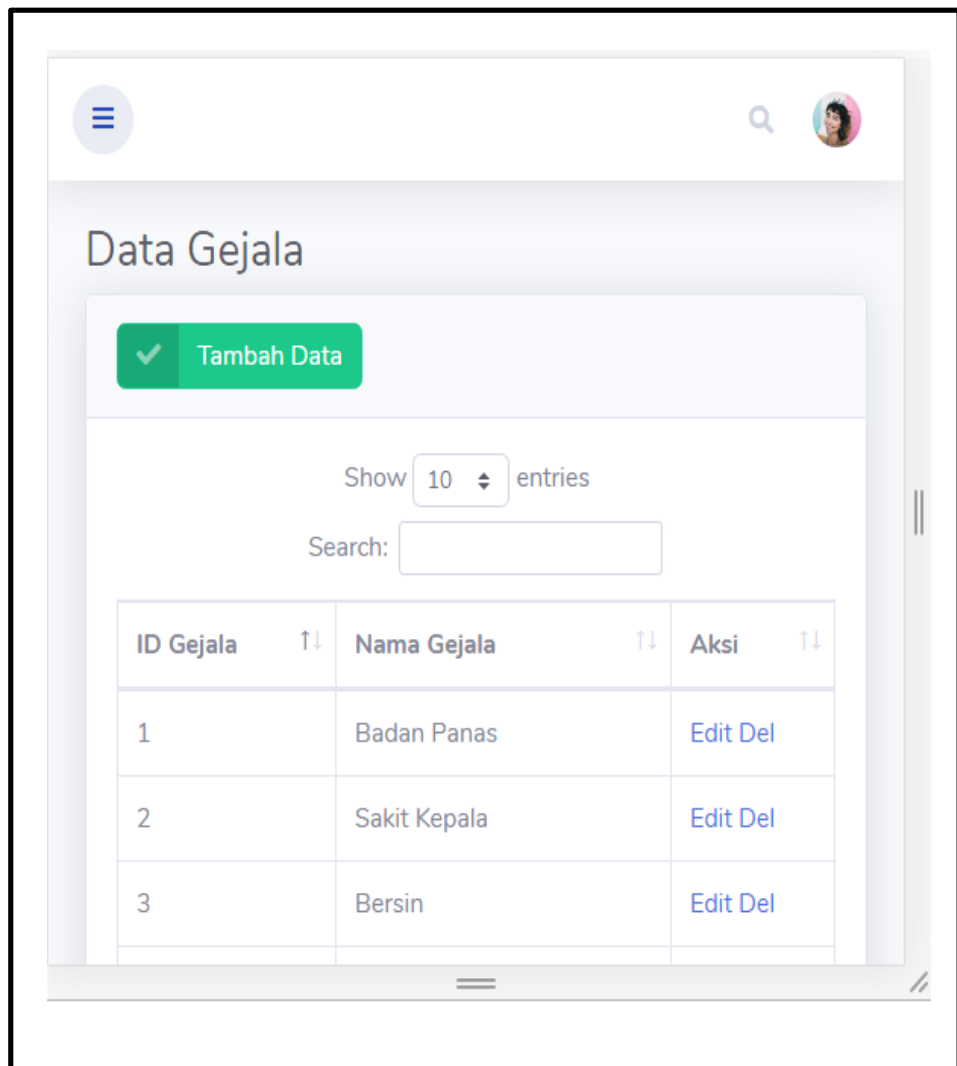 Data Gejala
Tambah Data
Show 10 entries
Search:
ID Gejala Nama Gejala Aksi
1 Badan Panas Edit Del
2 Sakit Kepala Edit Del
3 Bersin Edit Del